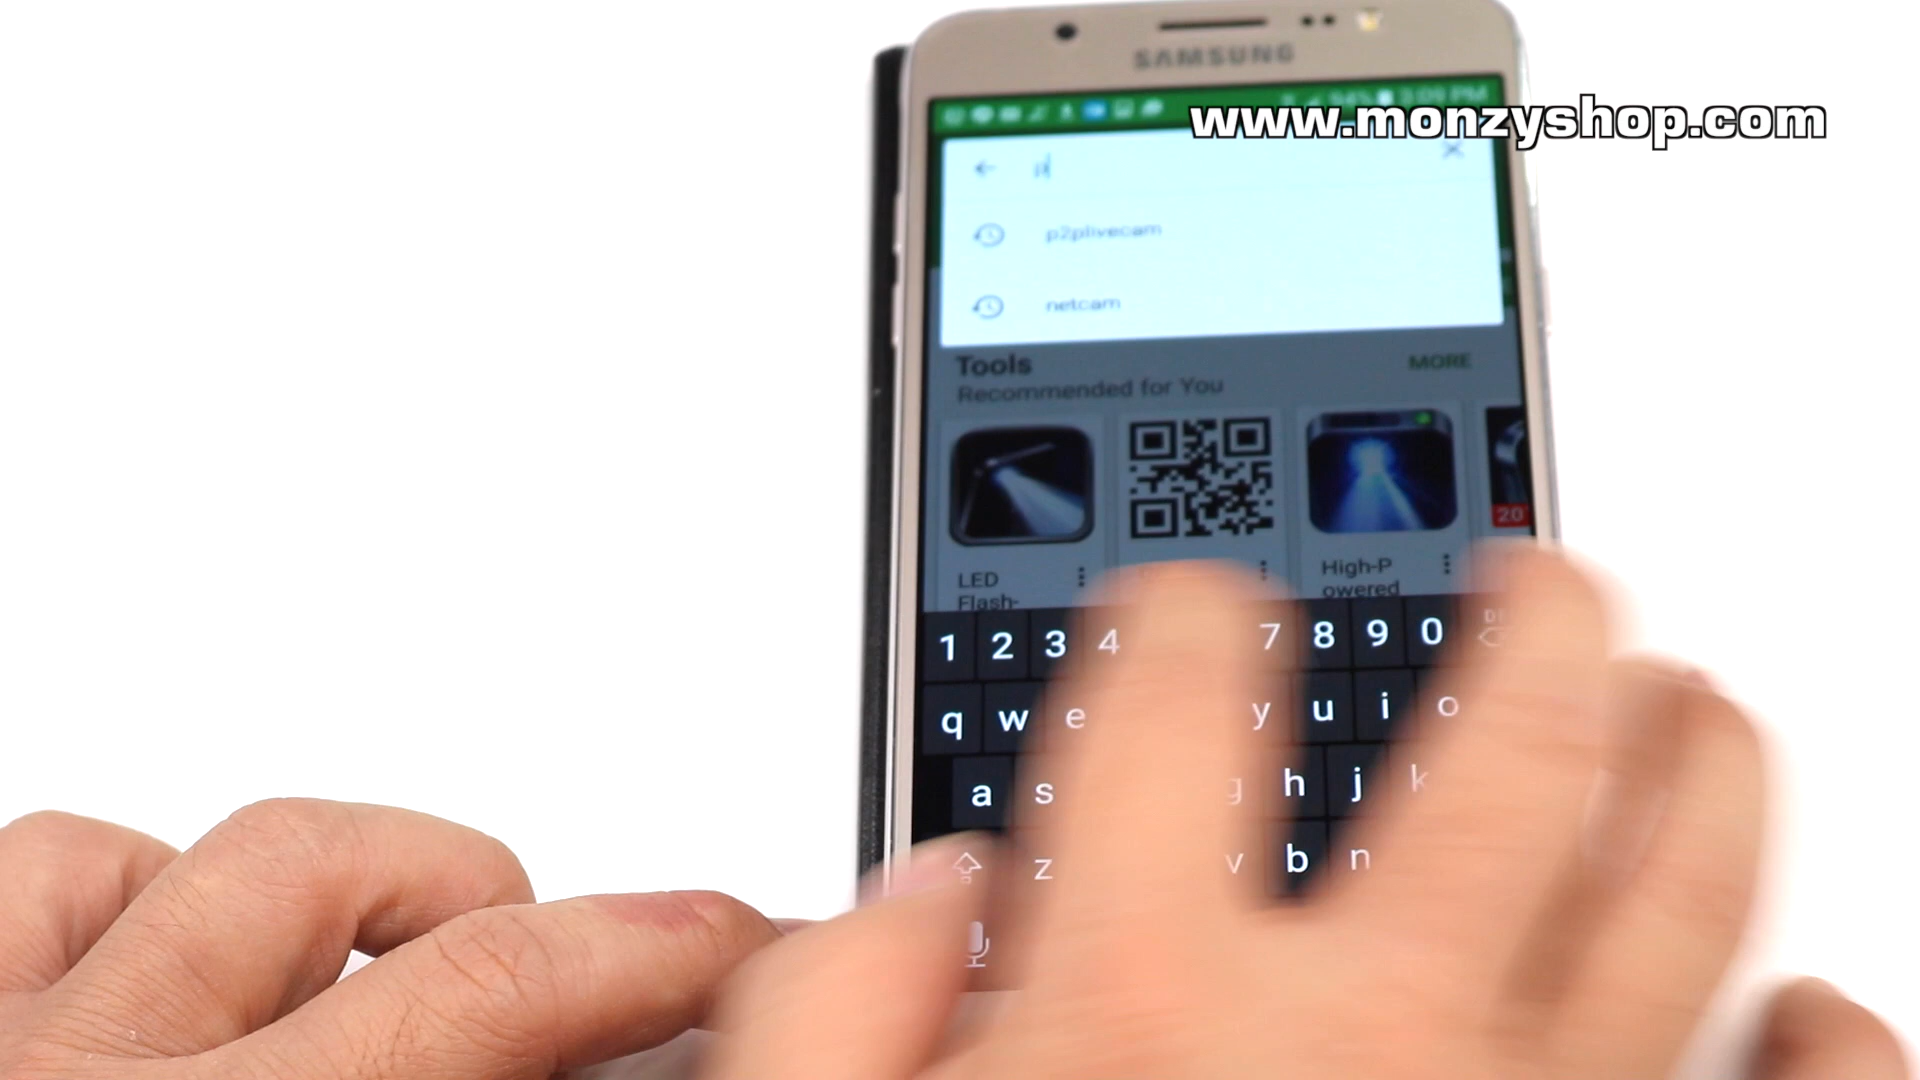 SAMSUNG
www.monzyshop.com
p
p2plivecam
netcam
Tools
MORE
Recommended for You
LED
Flash-
High-P
owered
20
1 2 3 4 7 8 9 0
q w e y u i o
a s g h j k
z v b n